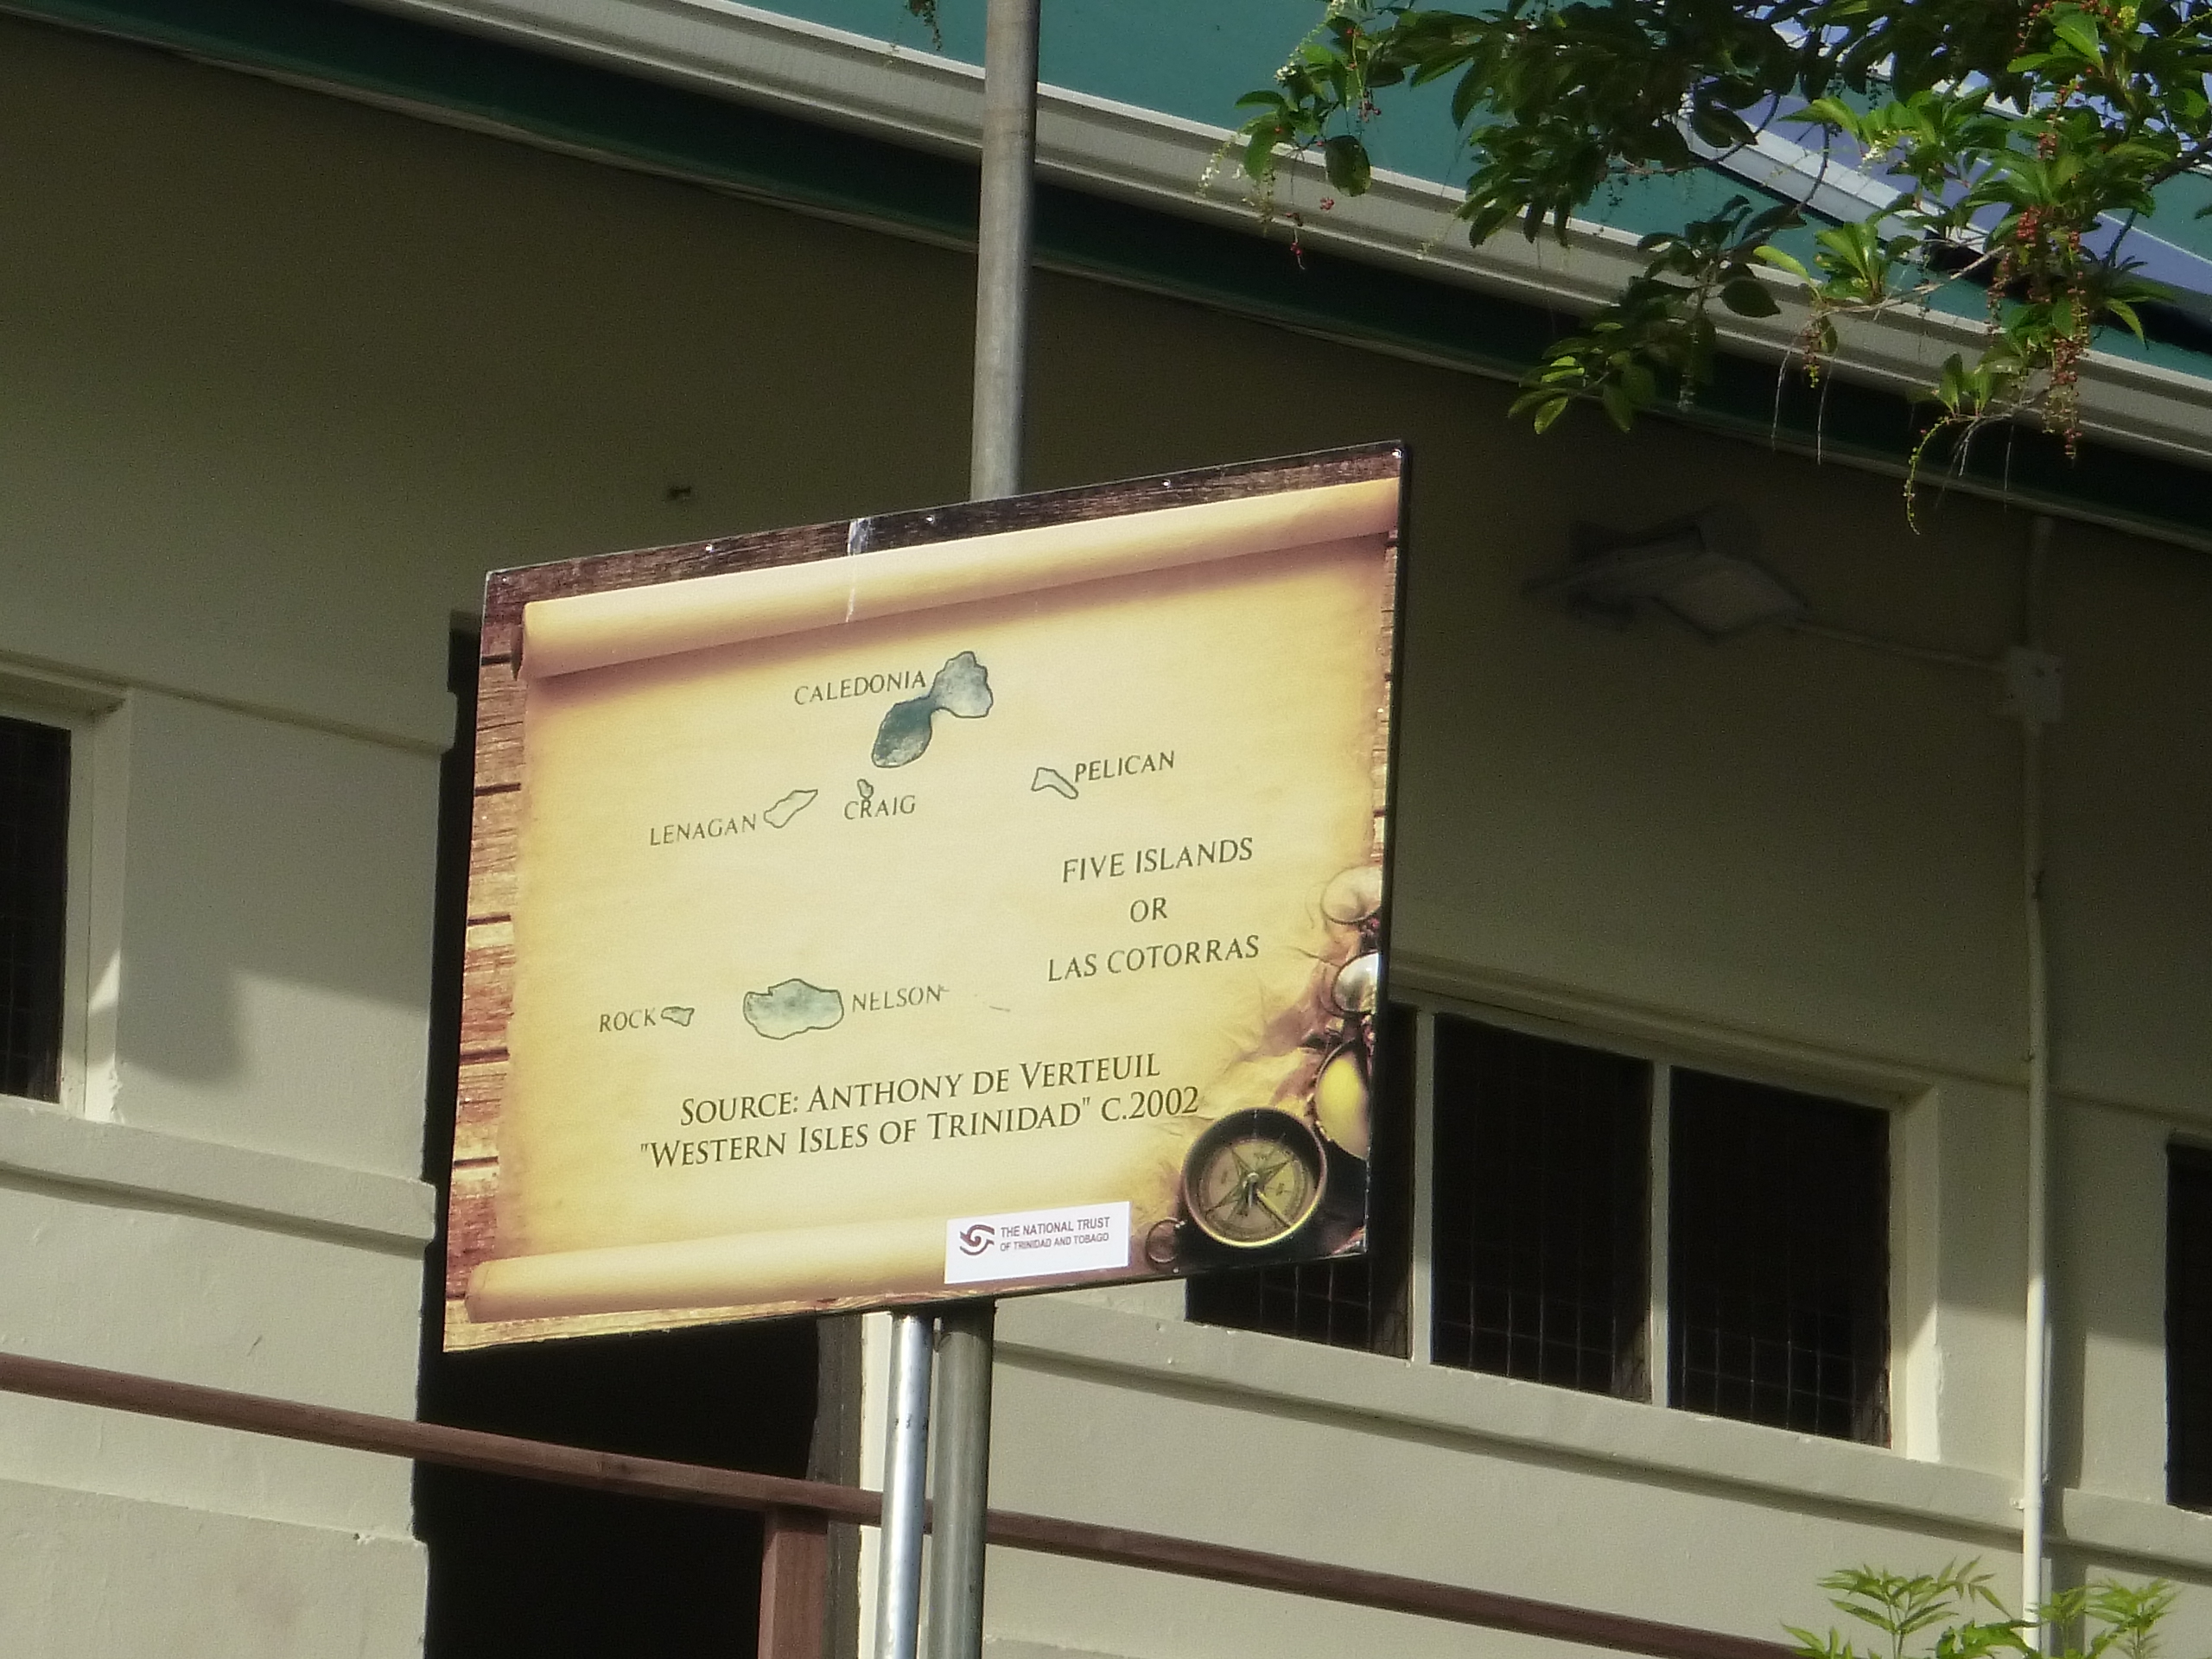 CALEDONIA
PELICAN
LENAGAN
CRAIG
FIVE ISLANDS
OR
LAS COTORRAS
ROCK
NELSON
SOURCE: ANTHONY DE VERTEUIL
"WESTERN ISLES OF TRINIDAD" C.2002
THE NATIONAL TRUST
OF TRINIDAD AND TOBAGO